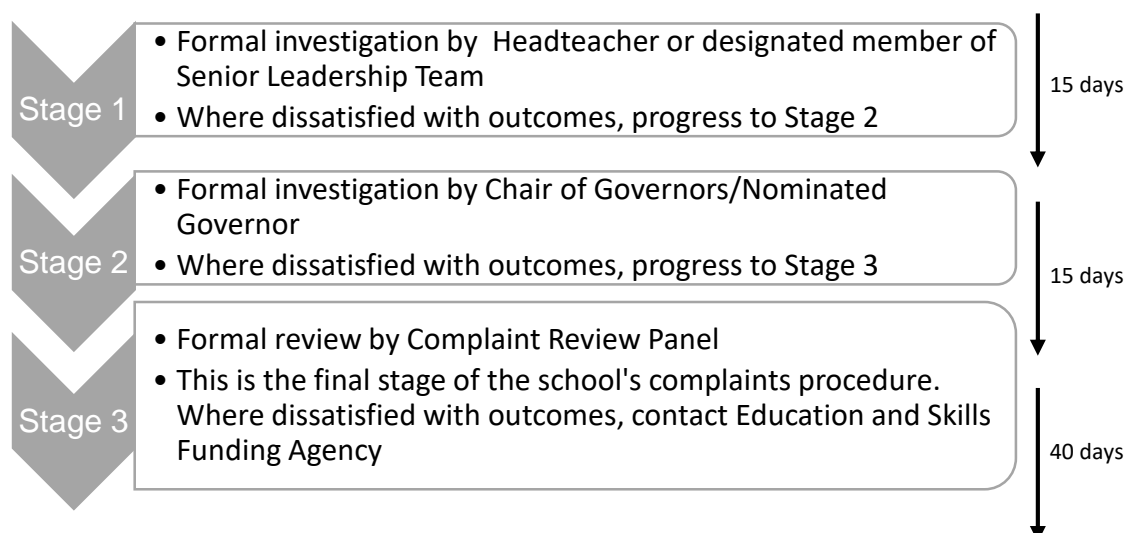 Stage 1
• Formal investigation by  Headteacher or designated member of
Senior Leadership Team
• Where dissatisfied with outcomes, progress to Stage 2
15 days
Stage 2
• Formal investigation by Chair of Governors/Nominated
Governor
• Where dissatisfied with outcomes, progress to Stage 3
15 days
Stage 3
• Formal review by Complaint Review Panel
• This is the final stage of the school's complaints procedure.
Where dissatisfied with outcomes, contact Education and Skills
Funding Agency
40 days